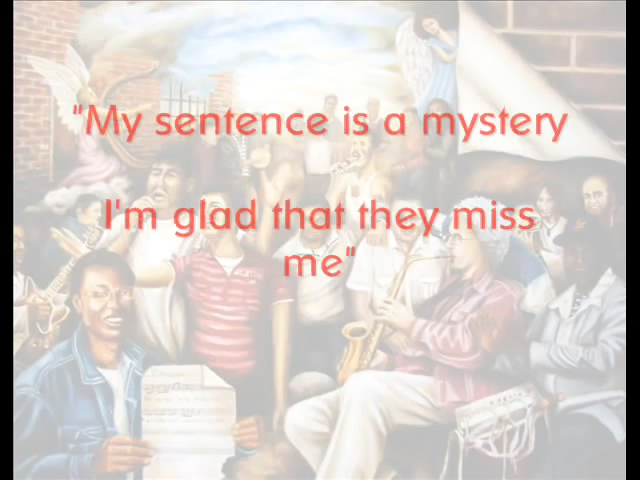 "My sentence is a mystery
I'm glad that they miss
me"